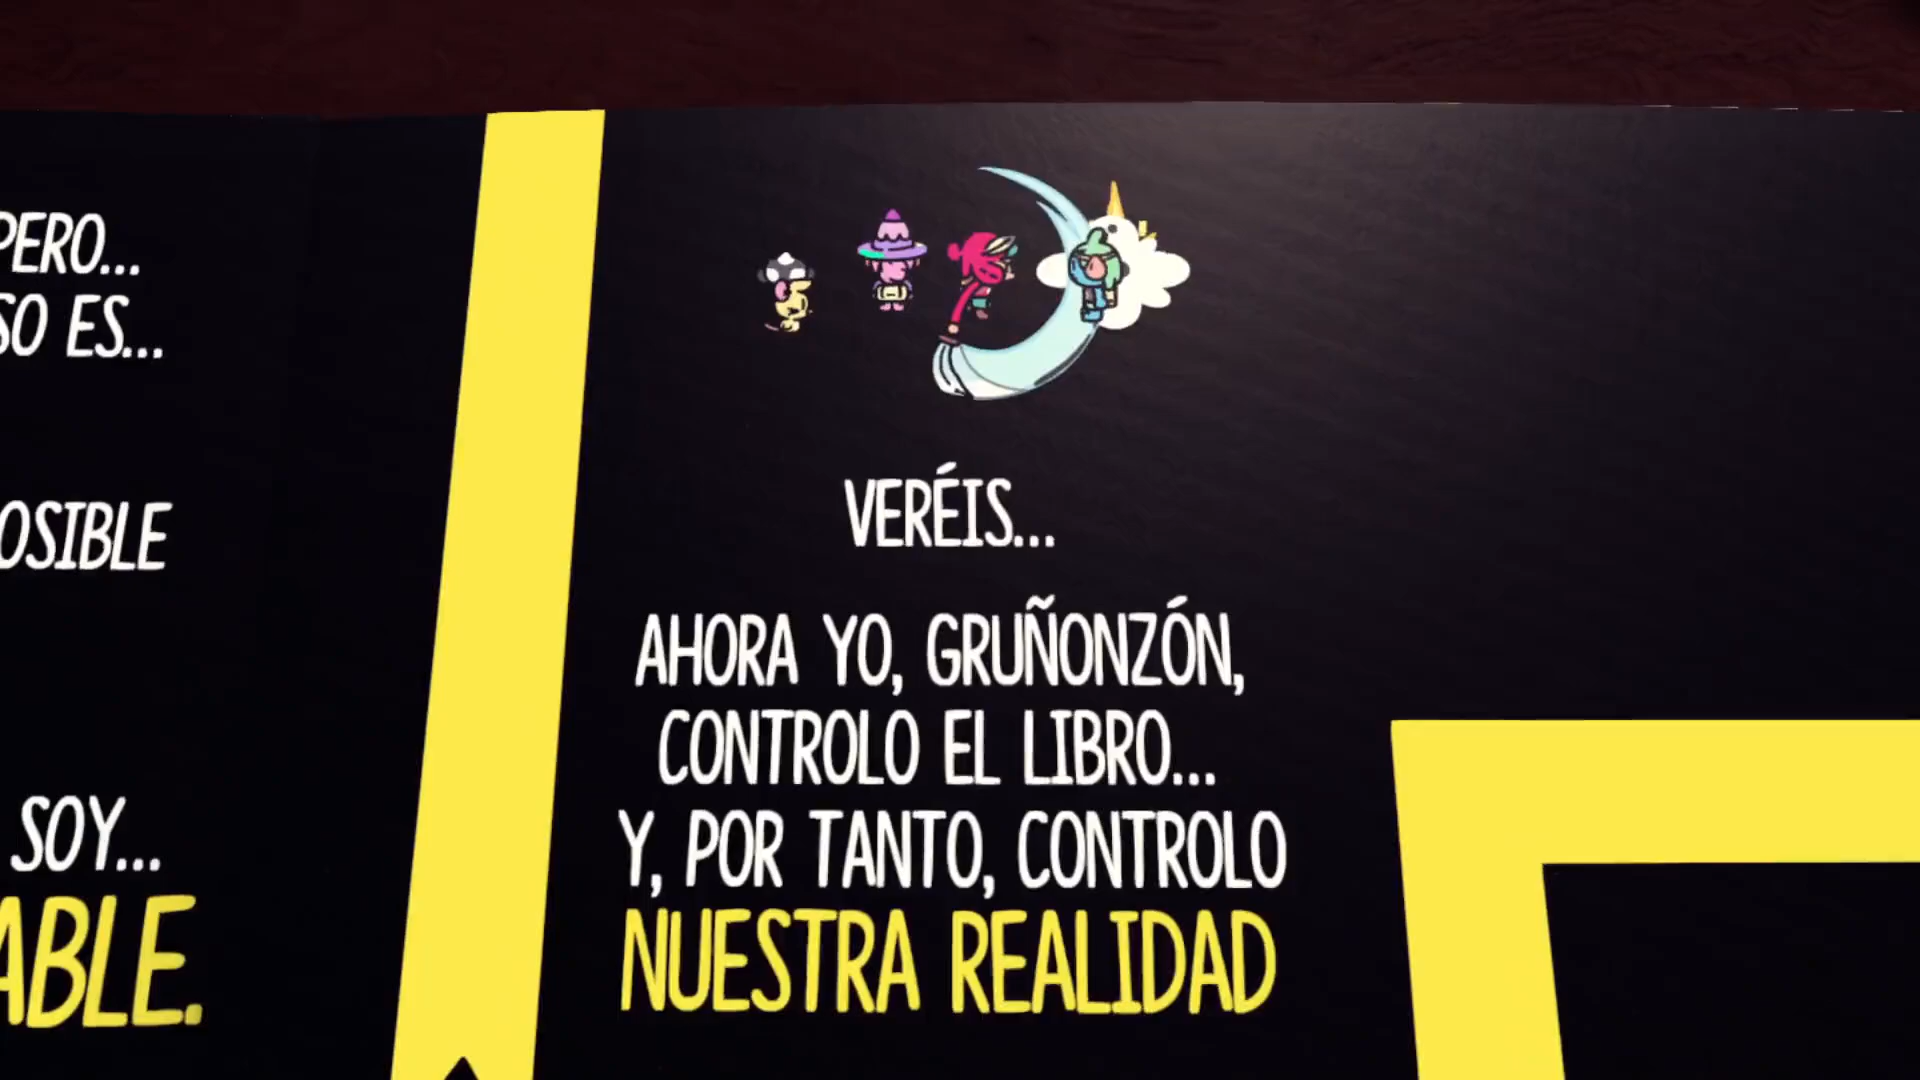 PERO...
SO ES...
OSIBLE
SOY...
ABLE.
VERÉIS...
AHORA YO, GRUÑONZÓN,
CONTROLO EL LIBRO...
Y, POR TANTO, CONTROLO
NUESTRA REALIDAD